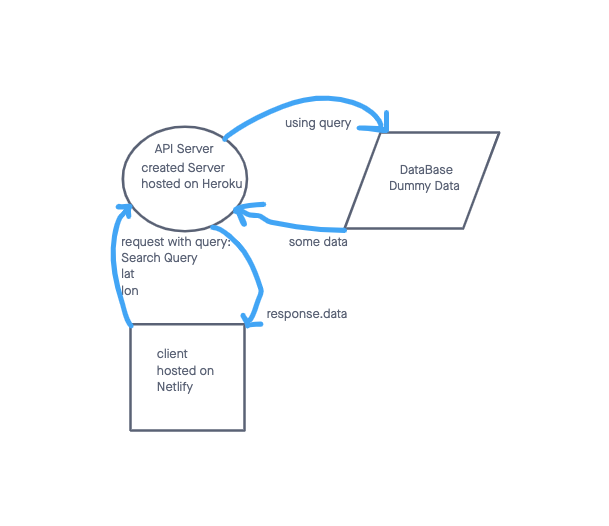 using query
API Server
created Server
hosted on Heroku
DataBase
Dummy Data
request with query:
Search Query
lat
lon
some data
response.data
client
hosted on
Netlify